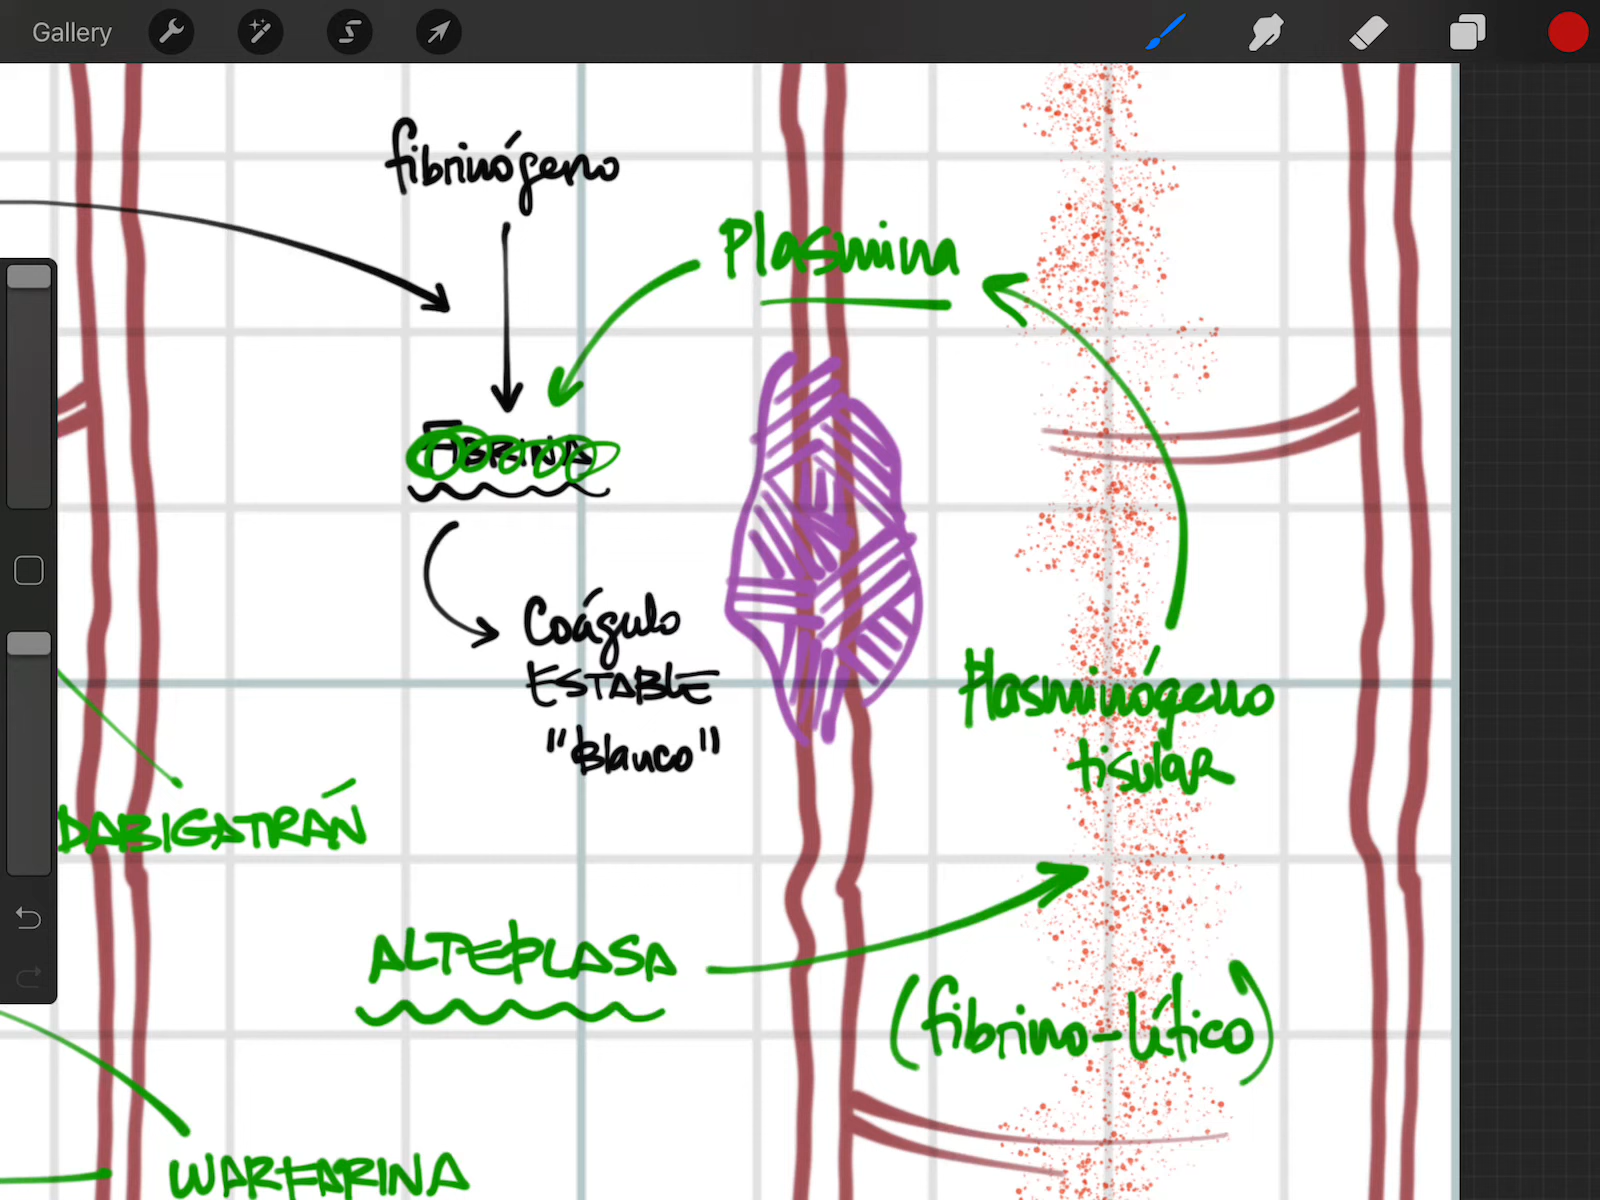 Gallery
fibrinógeno
Plasmina
FIBRINA
Coágulo
ESTABLE
"Blanco"
Plasminógeno
tisular
DABIGATRÁN
ALTEPLASA
(fibrino-lítico)
WARFARINA